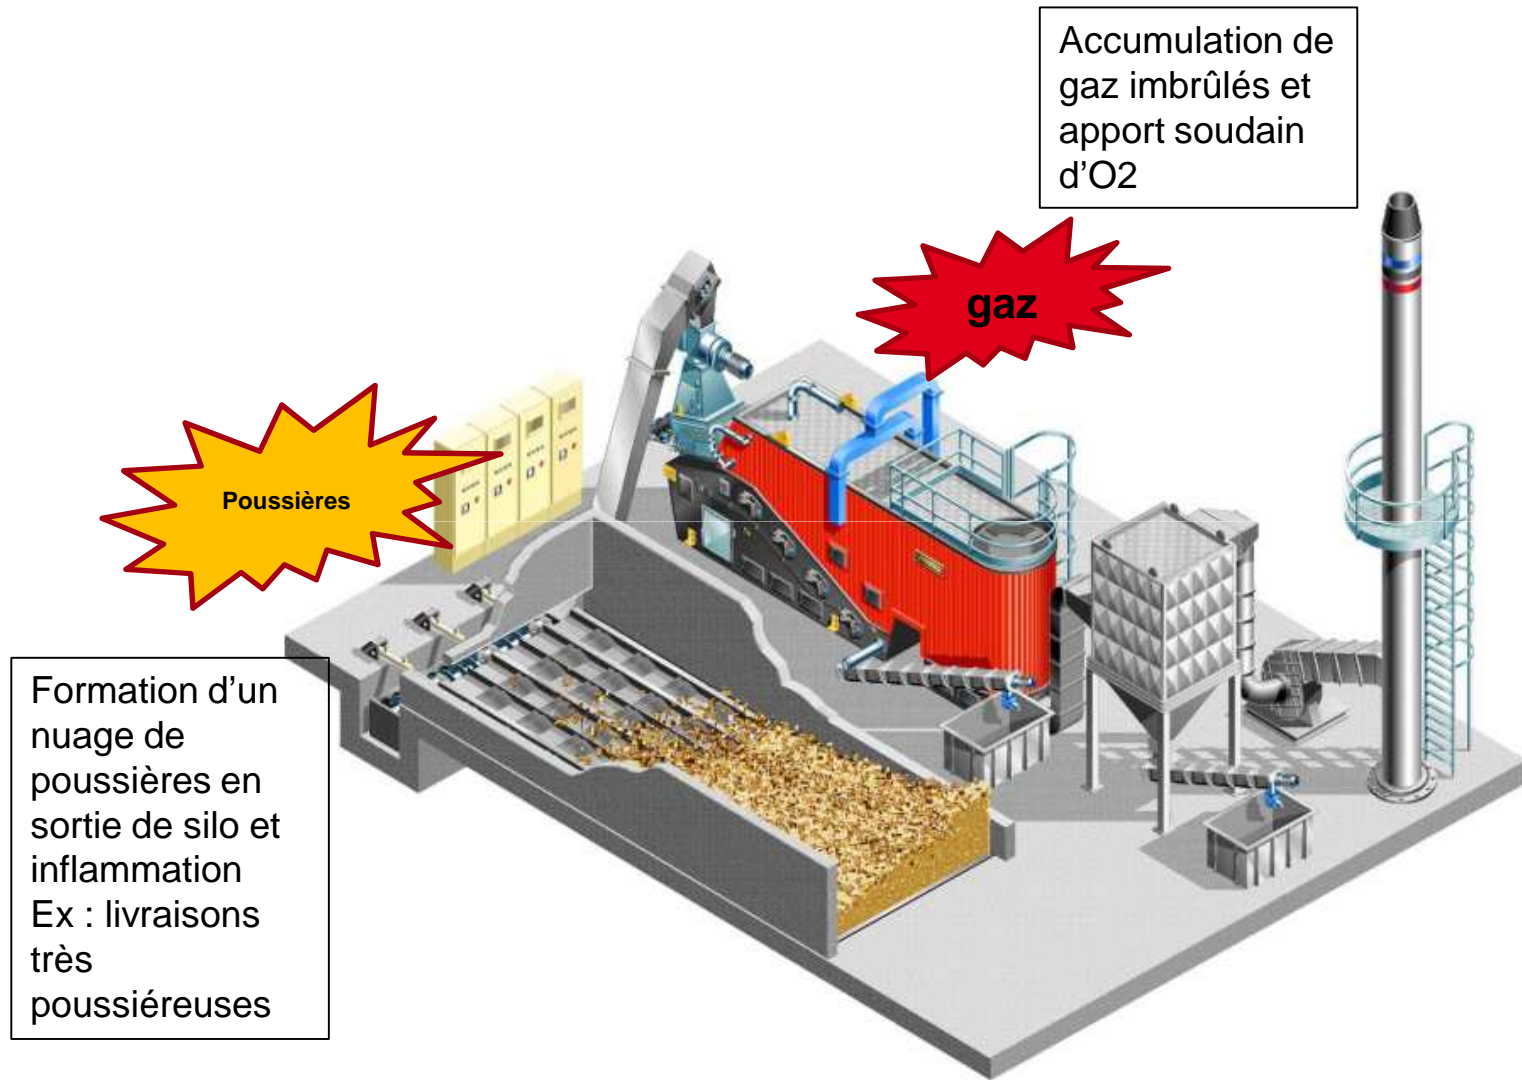 Accumulation de
gaz imbrûlés et
apport soudain
d’O2
gaz
Poussières
Formation d’un
nuage de
poussières en
sortie de silo et
inflammation
Ex : livraisons
très
poussiéreuses